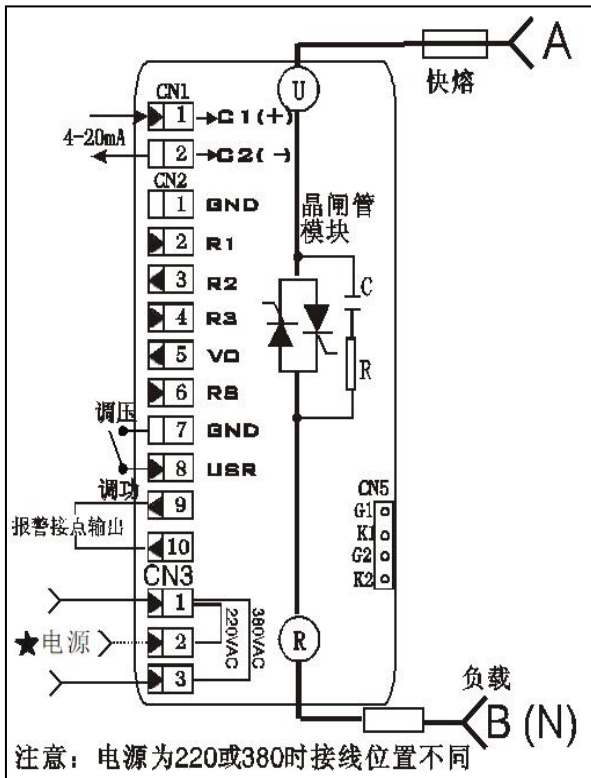 A
快熔
U
CN1
1 C1(+)
4-20mA
2 C2(-)
CN2
1 GND
晶闸管
模块
2 R1
3 R2
C
4 R3
5 VO
R
6 RS
调压
7 GND
8 USR
调功
9
CN5
G1
报警接点输出
K1
10
G2
K2
CN3
1
220VAC
380VAC
★电源
2
R
3
负载
B (N)
注意：电源为220或380时接线位置不同